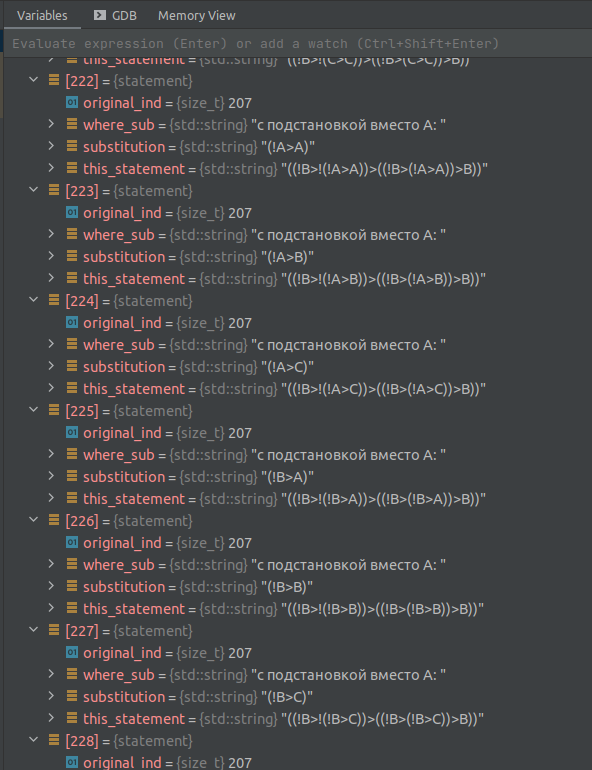 Variables GDB Memory View
Evaluate expression (Enter) or add a watch (Ctrl+Shift+Enter)
this_statement = {std::string} "((!B>!(C>C))>((!B>(C>C))>B))"
[222] = {statement}
original_ind = {size_t} 207
where_sub = {std::string} "с подстановкой вместо A: "
substitution = {std::string} "(!A>A)"
this_statement = {std::string} "((!B>!(!A>A))>((!B>(!A>A))>B))"
[223] = {statement}
original_ind = {size_t} 207
where_sub = {std::string} "с подстановкой вместо A: "
substitution = {std::string} "(!A>B)"
this_statement = {std::string} "((!B>!(!A>B))>((!B>(!A>B))>B))"
[224] = {statement}
original_ind = {size_t} 207
where_sub = {std::string} "с подстановкой вместо A: "
substitution = {std::string} "(!A>C)"
this_statement = {std::string} "((!B>!(!A>C))>((!B>(!A>C))>B))"
[225] = {statement}
original_ind = {size_t} 207
where_sub = {std::string} "с подстановкой вместо A: "
substitution = {std::string} "(!B>A)"
this_statement = {std::string} "((!B>!(!B>A))>((!B>(!B>A))>B))"
[226] = {statement}
original_ind = {size_t} 207
where_sub = {std::string} "с подстановкой вместо A: "
substitution = {std::string} "(!B>B)"
this_statement = {std::string} "((!B>!(!B>B))>((!B>(!B>B))>B))"
[227] = {statement}
original_ind = {size_t} 207
where_sub = {std::string} "с подстановкой вместо A: "
substitution = {std::string} "(!B>C)"
this_statement = {std::string} "((!B>!(!B>C))>((!B>(!B>C))>B))"
[228] = {statement}
original_ind = {size_t} 207